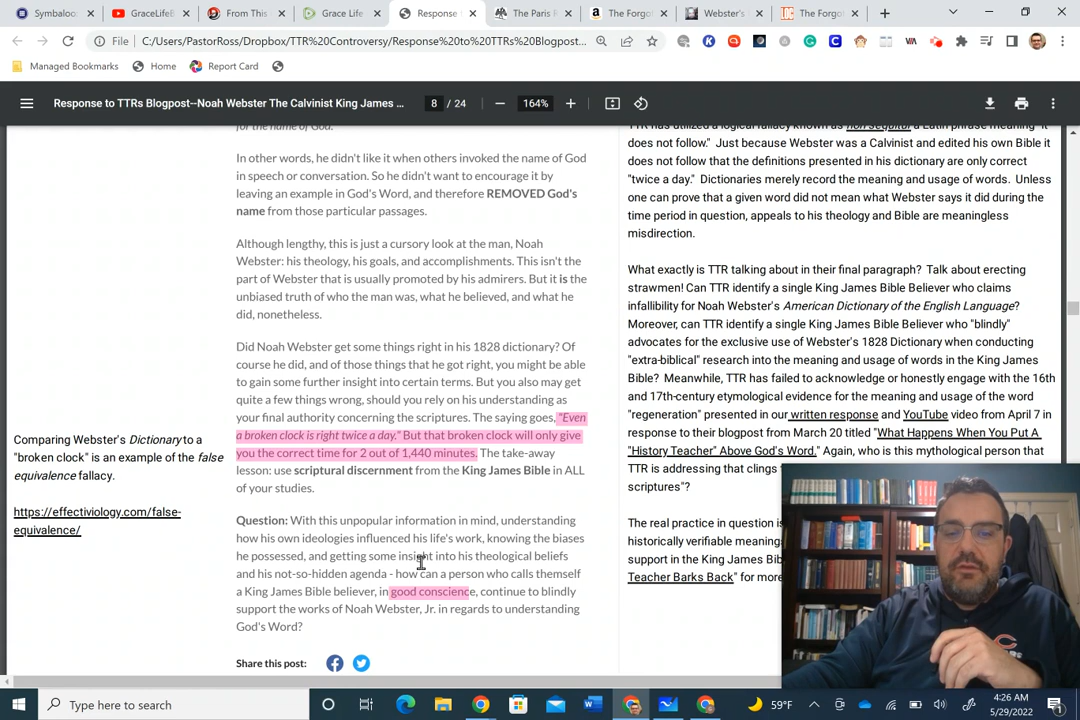 Symbaloo
GraceLifeB
From This
Grace Life
Response
The Paris R
The Forgo
Webster's
The Forgo
File
C:/Users/PastorRoss/Dropbox/TTR%20Controversy/Response%20to%20TTRs%20Blogpost...
Managed Bookmarks
Home
Report Card
Response to TTRs Blogpost--Noah Webster The Calvinist King James ...
8 / 24
164%
for the name of God.
In other words, he didn't like it when others invoked the name of God
in speech or conversation. So he didn't want to encourage it by
leaving an example in God's Word, and therefore REMOVED God's
name from those particular passages.
Although lengthy, this is just a cursory look at the man, Noah
Webster: his theology, his goals, and accomplishments. This isn't the
part of Webster that is usually promoted by his admirers. But it is the
unbiased truth of who the man was, what he believed, and what he
did, nonetheless.
Did Noah Webster get some things right in his 1828 dictionary? Of
course he did, and of those things that he got right, you might be able
to gain some further insight into certain terms. But you also may get
quite a few things wrong, should you rely on his understanding as
your final authority concerning the scriptures. The saying goes, "Even
a broken clock is right twice a day." But that broken clock will only give
you the correct time for 2 out of 1,440 minutes. The take-away
lesson: use scriptural discernment from the King James Bible in ALL
of your studies.
Question: With this unpopular information in mind, understanding
how his own ideologies influenced his life's work, knowing the biases
he possessed, and getting some insight into his theological beliefs
and his not-so-hidden agenda - how can a person who calls themself
a King James Bible believer, in good conscience, continue to blindly
support the works of Noah Webster, Jr. in regards to understanding
God's Word?
Share this post:
Comparing Webster's Dictionary to a
"broken clock" is an example of the false
equivalence fallacy.
https://effectiviology.com/false-
equivalence/
TTR has utilized a logical fallacy known as non sequitur a Latin phrase meaning "it
does not follow." Just because Webster was a Calvinist and edited his own Bible it
does not follow that the definitions presented in his dictionary are only correct
"twice a day." Dictionaries merely record the meaning and usage of words. Unless
one can prove that a given word did not mean what Webster says it did during the
time period in question, appeals to his theology and Bible are meaningless
misdirection.
What exactly is TTR talking about in their final paragraph? Talk about erecting
strawmen! Can TTR identify a single King James Bible Believer who claims
infallibility for Noah Webster's American Dictionary of the English Language?
Moreover, can TTR identify a single King James Bible Believer who "blindly"
advocates for the exclusive use of Webster's 1828 Dictionary when conducting
"extra-biblical" research into the meaning and usage of words in the King James
Bible? Meanwhile, TTR has failed to acknowledge or honestly engage with the 16th
and 17th-century etymological evidence for the meaning and usage of the word
"regeneration" presented in our written response and YouTube video from April 7 in
response to their blogpost from March 20 titled "What Happens When You Put A
"History Teacher" Above God's Word." Again, who is this mythological person that
TTR is addressing that clings
scriptures"?
The real practice in question is
historically verifiable meanings
support in the King James Bib
Teacher Barks Back" for more
Type here to search
59°F
4:26 AM
5/29/2022